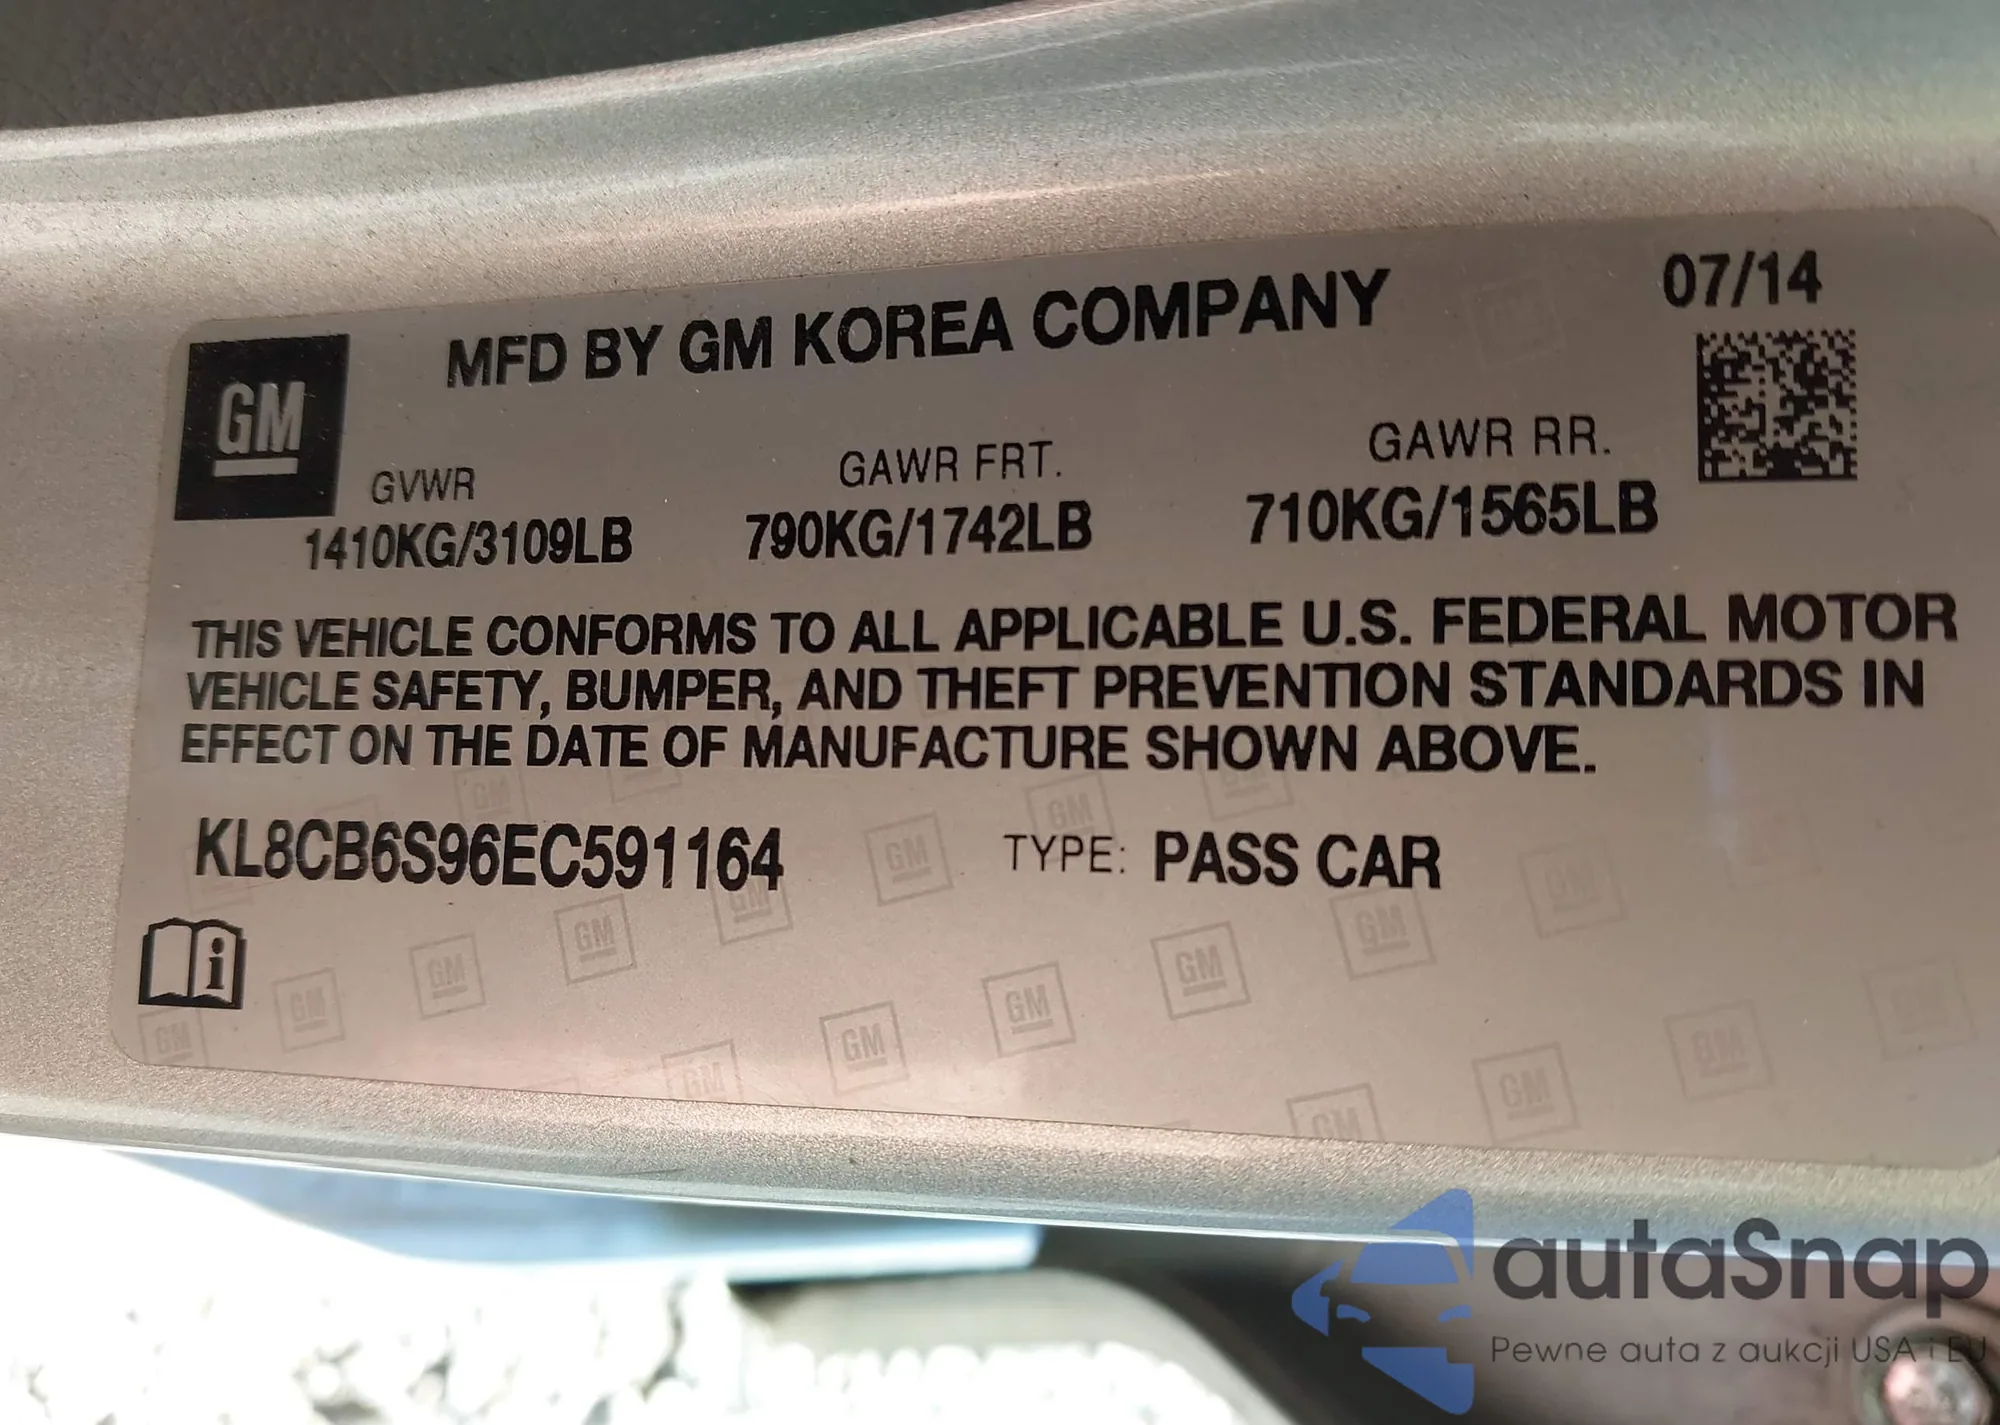 07/14
MFD BY GM KOREA COMPANY
GM
GVWR GAWR FRT. GAWR RR.
1410KG/3109LB 790KG/1742LB 710KG/1565LB
THIS VEHICLE CONFORMS TO ALL APPLICABLE U.S. FEDERAL MOTOR
VEHICLE SAFETY, BUMPER, AND THEFT PREVENTION STANDARDS IN
EFFECT ON THE DATE OF MANUFACTURE SHOWN ABOVE.
KL8CB6S96EC591164 TYPE: PASS CAR
i
autaSnap
Pewne auta z aukcji USA i EU